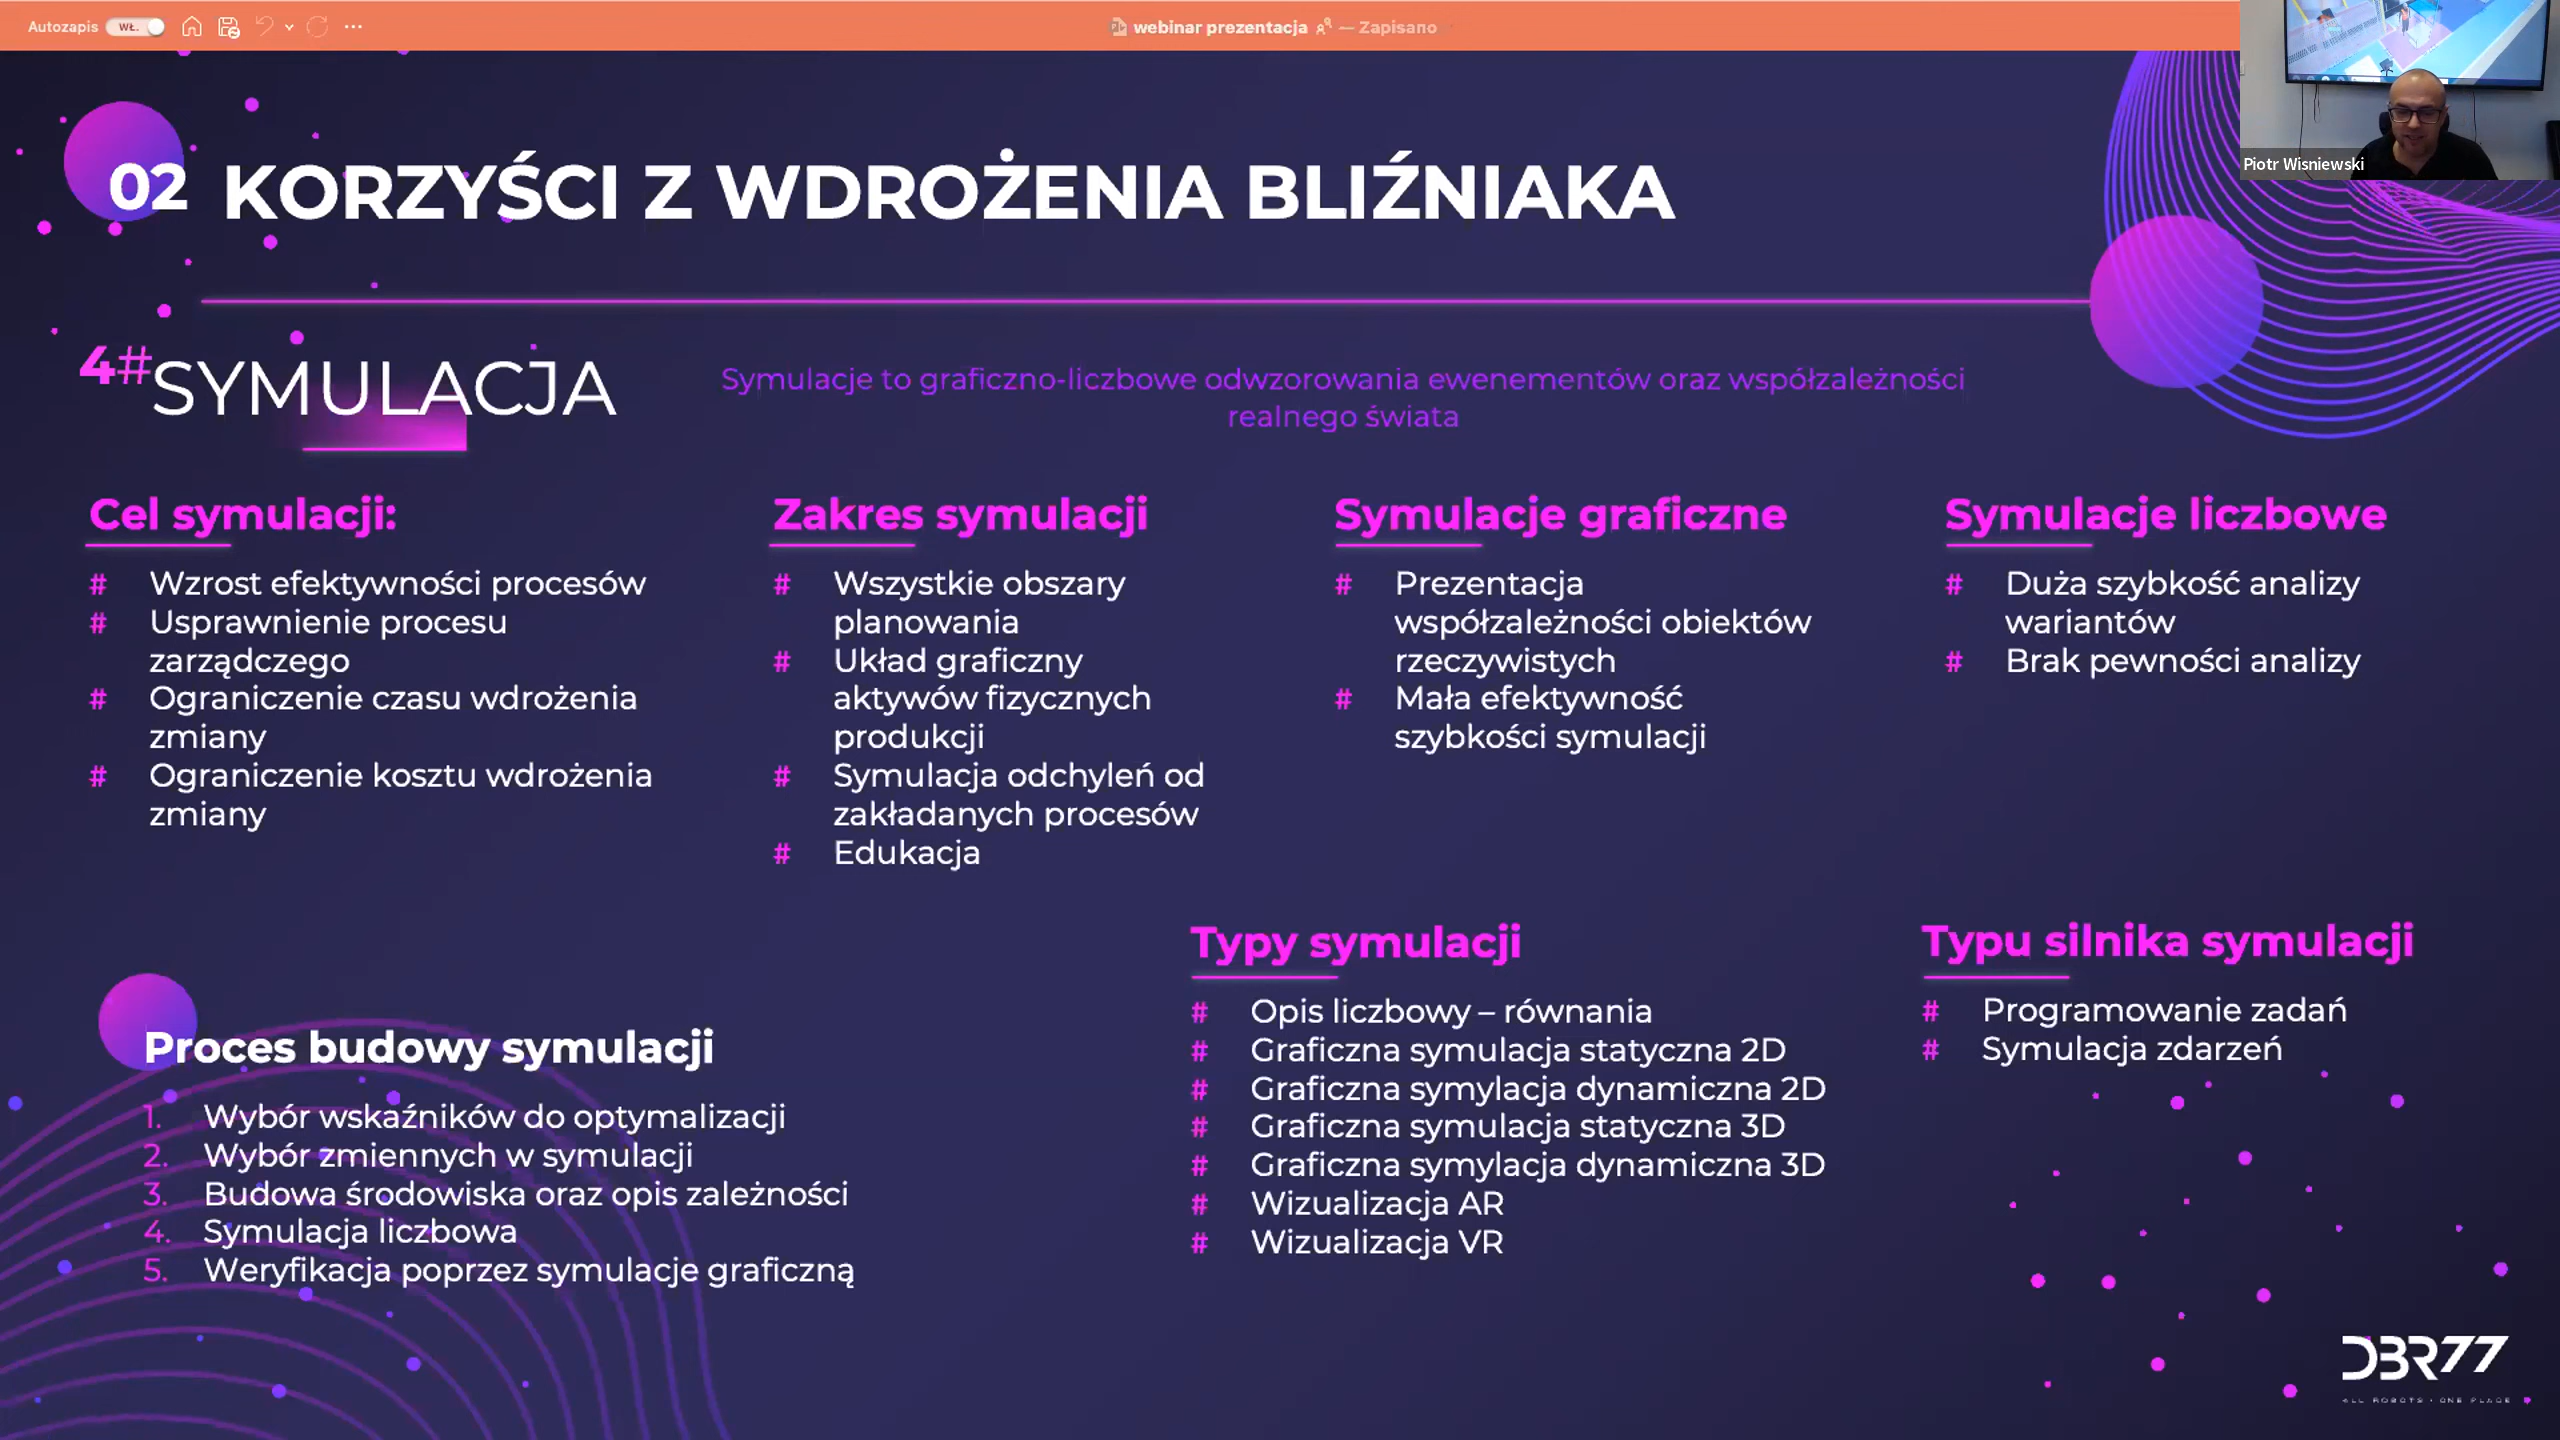 Autozapis WŁ. webinar prezentacja — Zapisano
Piotr Wisniewski
02 KORZYŚCI Z WDROŻENIA BLIŹNIAKA
4# SYMULACJA
Symulacje to graficzno-liczbowe odwzorowania ewenementów oraz współzależności
realnego świata
Cel symulacji:
# Wzrost efektywności procesów
# Usprawnienie procesu
zarządczego
# Ograniczenie czasu wdrożenia
zmiany
# Ograniczenie kosztu wdrożenia
zmiany
Zakres symulacji
# Wszystkie obszary
planowania
# Układ graficzny
aktywów fizycznych
produkcji
# Symulacja odchyleń od
zakładanych procesów
# Edukacja
Symulacje graficzne
# Prezentacja
współzależności obiektów
rzeczywistych
# Mała efektywność
szybkości symulacji
Symulacje liczbowe
# Duża szybkość analizy
wariantów
# Brak pewności analizy
Proces budowy symulacji
1. Wybór wskaźników do optymalizacji
2. Wybór zmiennych w symulacji
3. Budowa środowiska oraz opis zależności
4. Symulacja liczbowa
5. Weryfikacja poprzez symulacje graficzną
Typy symulacji
# Opis liczbowy – równania
# Graficzna symulacja statyczna 2D
# Graficzna symylacja dynamiczna 2D
# Graficzna symulacja statyczna 3D
# Graficzna symylacja dynamiczna 3D
# Wizualizacja AR
# Wizualizacja VR
Typu silnika symulacji
# Programowanie zadań
# Symulacja zdarzeń
DBR77
ALL ROBOTS • ONE PLACE